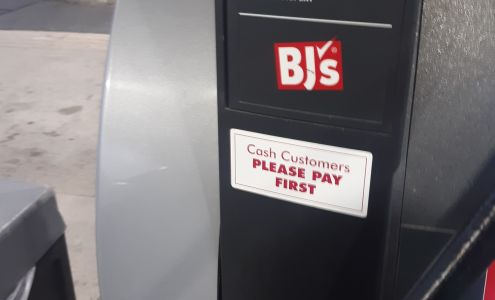 BJ's
Cash Customers
PLEASE PAY
FIRST